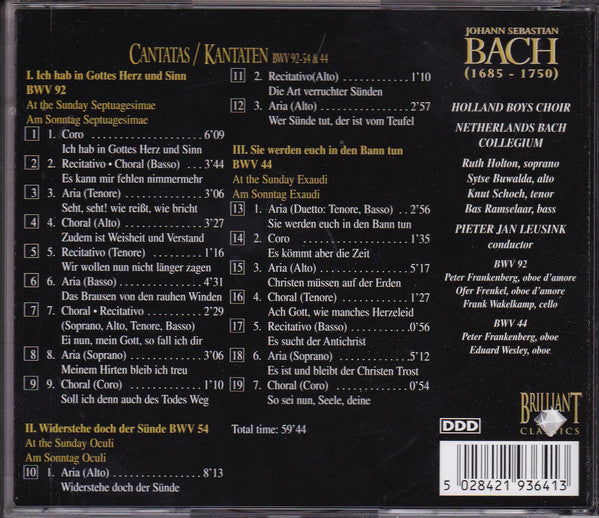 CANTATAS / KANTATEN BWV 92-54 & 44
I. Ich hab in Gottes Herz und Sinn
BWV 92
At the Sunday Septuagesimae
Am Sonntag Septuagesimae
1 1. Coro 6'09
Ich hab in Gottes Herz und Sinn
2 2. Recitativo • Choral (Basso) 3'44
Es kann mir fehlen nimmermehr
3 3. Aria (Tenore) 3'06
Seht, seht! wie reißt, wie bricht
4 4. Choral (Alto) 3'27
Zudem ist Weisheit und Verstand
5 5. Recitativo (Tenore) 1'16
Wir wollen nun nicht länger zagen
6 6. Aria (Basso) 4'31
Das Brausen von den rauhen Winden
7 7. Choral • Recitativo 2'29
(Soprano, Alto, Tenore, Basso)
Ei nun, mein Gott, so fall ich dir
8 8. Aria (Soprano) 3'06
Meinem Hirten bleib ich treu
9 9. Choral (Coro) 1'10
Soll ich denn auch des Todes Weg
II. Widerstehe doch der Sünde BWV 54
At the Sunday Oculi
Am Sonntag Oculi
10 1. Aria (Alto) 8'13
Widerstehe doch der Sünde
11 2. Recitativo(Alto) 1'10
Die Art verruchter Sünden
12 3. Aria (Alto) 2'57
Wer Sünde tut, der ist vom Teufel
III. Sie werden euch in den Bann tun
BWV 44
At the Sunday Exaudi
Am Sonntag Exaudi
13 1. Aria (Duetto: Tenore, Basso) 2'56
Sie werden euch in den Bann tun
14 2. Coro 1'35
Es kömmt aber die Zeit
15 3. Aria (Alto) 5'17
Christen müssen auf der Erden
16 4. Choral (Tenore) 1'27
Ach Gott, wie manches Herzeleid
17 5. Recitativo (Basso) 0'56
Es sucht der Antichrist
18 6. Aria (Soprano) 5'12
Es ist und bleibt der Christen Trost
19 7. Choral (Coro) 0'54
So sei nun, Seele, deine
Total time: 59'44
JOHANN SEBASTIAN
BACH
(1685 - 1750)
HOLLAND BOYS CHOIR
NETHERLANDS BACH
COLLEGIUM
Ruth Holton, soprano
Sytse Buwalda, alto
Knut Schoch, tenor
Bas Ramselaar, bass
PIETER JAN LEUSINK
conductor
BWV 92
Peter Frankenberg, oboe d'amore
Ofer Frenkel, oboe d'amore
Frank Wakelkamp, cello
BWV 44
Peter Frankenberg, oboe
Eduard Wesley, oboe
DDD
BRILLIANT
CLASSICS
5 028421 936413